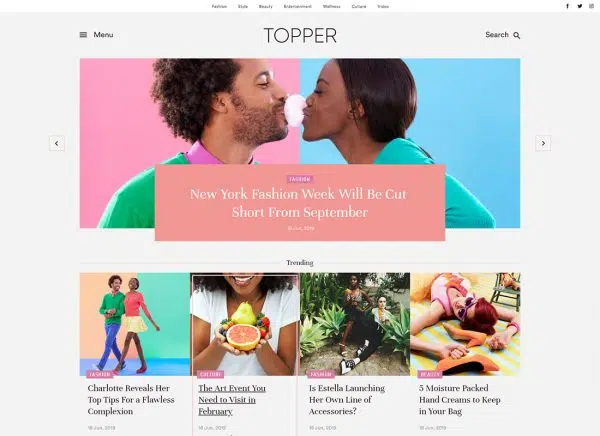 Fashion Style Beauty Entertainment Wellness Culture Video
Menu
TOPPER
Search
FASHION
New York Fashion Week Will Be Cut
Short From September
18 Jun, 2019
Trending
FASHION
Charlotte Reveals Her
Top Tips For a Flawless
Complexion
18 Jun, 2019
CULTURE
The Art Event You
Need to Visit in
February
18 Jun, 2019
FASHION
Is Estella Launching
Her Own Line of
Accessories?
18 Jun, 2019
BEAUTY
5 Moisture Packed
Hand Creams to Keep
in Your Bag
18 Jun, 2019